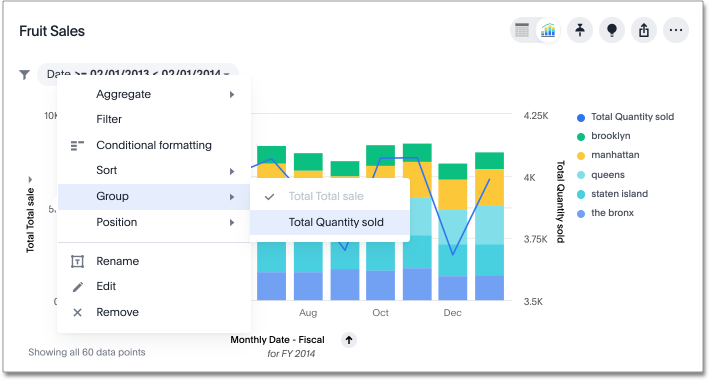 Fruit Sales
Date >= 02/01/2013 < 02/01/2014
Aggregate
Filter
Conditional formatting
Sort
Group
Position
Rename
Edit
Remove
Total Total sale
Total Quantity sold
Total Total sale
10K
5.
0
4.25K
4K
3.75K
3.5K
Total Quantity sold
Total Quantity sold
brooklyn
manhattan
queens
staten island
the bronx
Aug
Oct
Dec
Monthly Date - Fiscal
for FY 2014
Showing all 60 data points